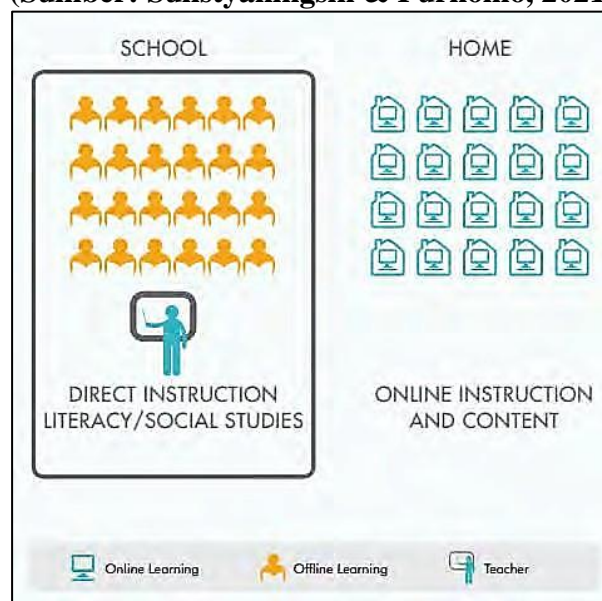 SCHOOL
HOME
DIRECT INSTRUCTION
LITERACY/SOCIAL STUDIES
ONLINE INSTRUCTION
AND CONTENT
Online Learning
Offline Learning
Teacher